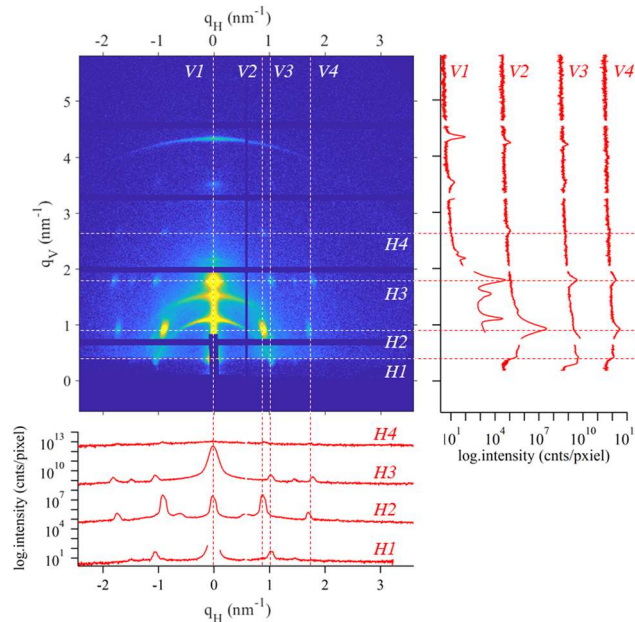 q_H (nm⁻¹)
-2 -1 0 1 2 3
V1 V2 V3 V4
V1 V2 V3 V4
5
4
3
2
1
0
q_V (nm⁻¹)
H4
H3
H2
H1
10^1 10^4 10^7 10^10 10^13
log.intensity (cnts/pxiel)
10^13
10^10
10^7
10^4
10^1
log.intensity (cnts/pixel)
H4
H3
H2
H1
-2 -1 0 1 2 3
q_H (nm⁻¹)